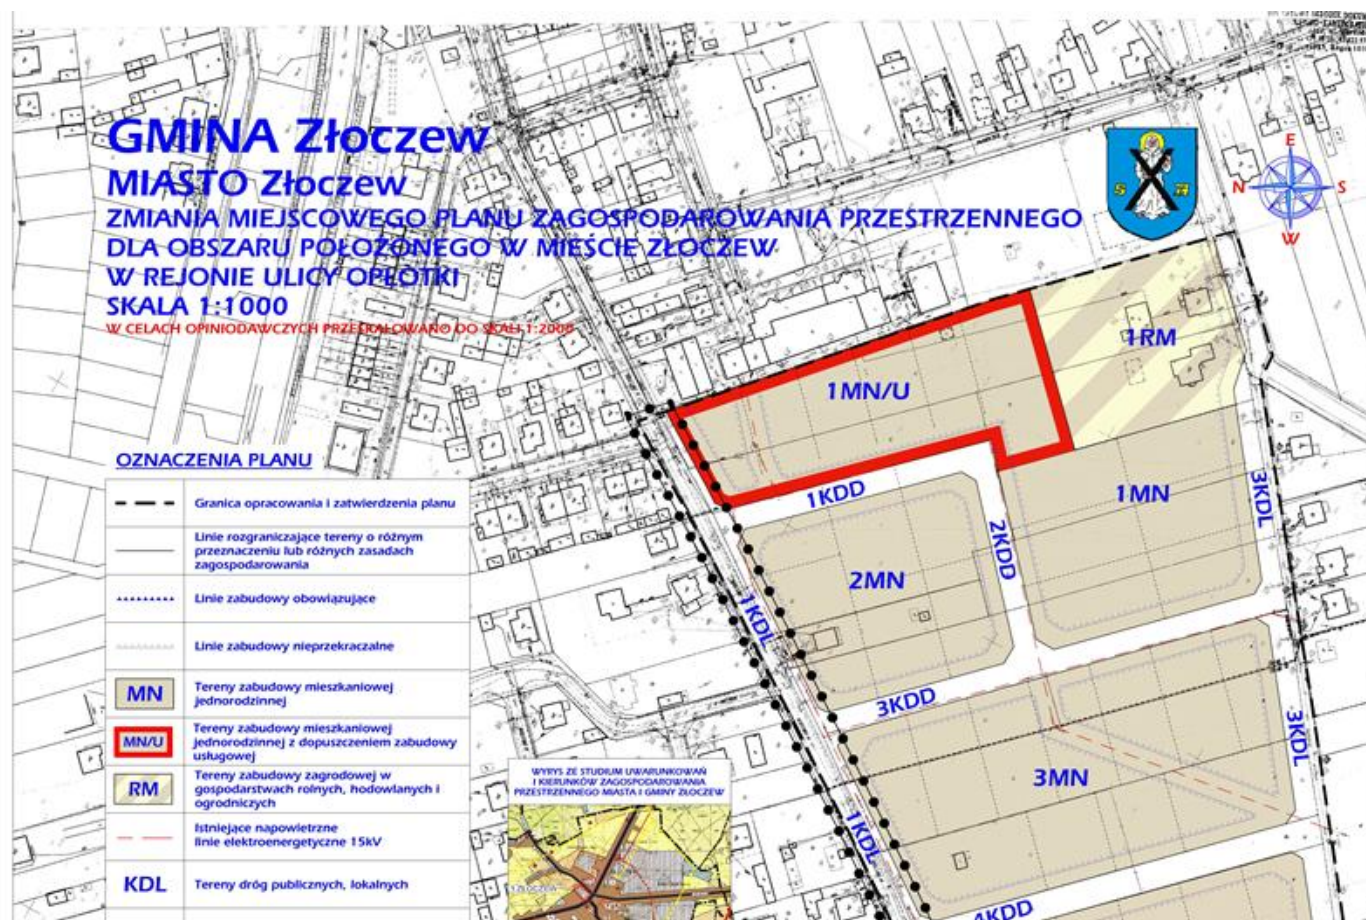 GMINA Złoczew
MIASTO Złoczew
ZMIANIA MIEJSCOWEGO PLANU ZAGOSPODAROWANIA PRZESTRZENNEGO
DLA OBSZARU POŁOŻONEGO W MIEŚCIE ZŁOCZEW
W REJONIE ULICY OPŁOTKI
SKALA 1:1000
W CELACH OPINIODAWCZYCH PRZESKALOWANO DO SKALI 1:2000
E
N
S
W
1RM
1MN/U
1KDD
1MN
3KDL
2KDD
2MN
1KDL
3KDD
3KDL
3MN
1KDL
4KDD
OZNACZENIA PLANU
Granica opracowania i zatwierdzenia planu
Linie rozgraniczające tereny o różnym
przeznaczeniu lub różnych zasadach
zagospodarowania
Linie zabudowy obowiązujące
Linie zabudowy nieprzekraczalne
MN
Tereny zabudowy mieszkaniowej
jednorodzinnej
MN/U
Tereny zabudowy mieszkaniowej
jednorodzinnej z dopuszczeniem zabudowy
usługowej
RM
Tereny zabudowy zagrodowej w
gospodarstwach rolnych, hodowlanych i
ogrodniczych
Istniejące napowietrzne
linie elektroenergetyczne 15kV
KDL
Tereny dróg publicznych, lokalnych
WYRYS ZE STUDIUM UWARUNKOWAŃ
I KIERUNKÓW ZAGOSPODAROWANIA
PRZESTRZENNEGO MIASTA I GMINY ZŁOCZEW